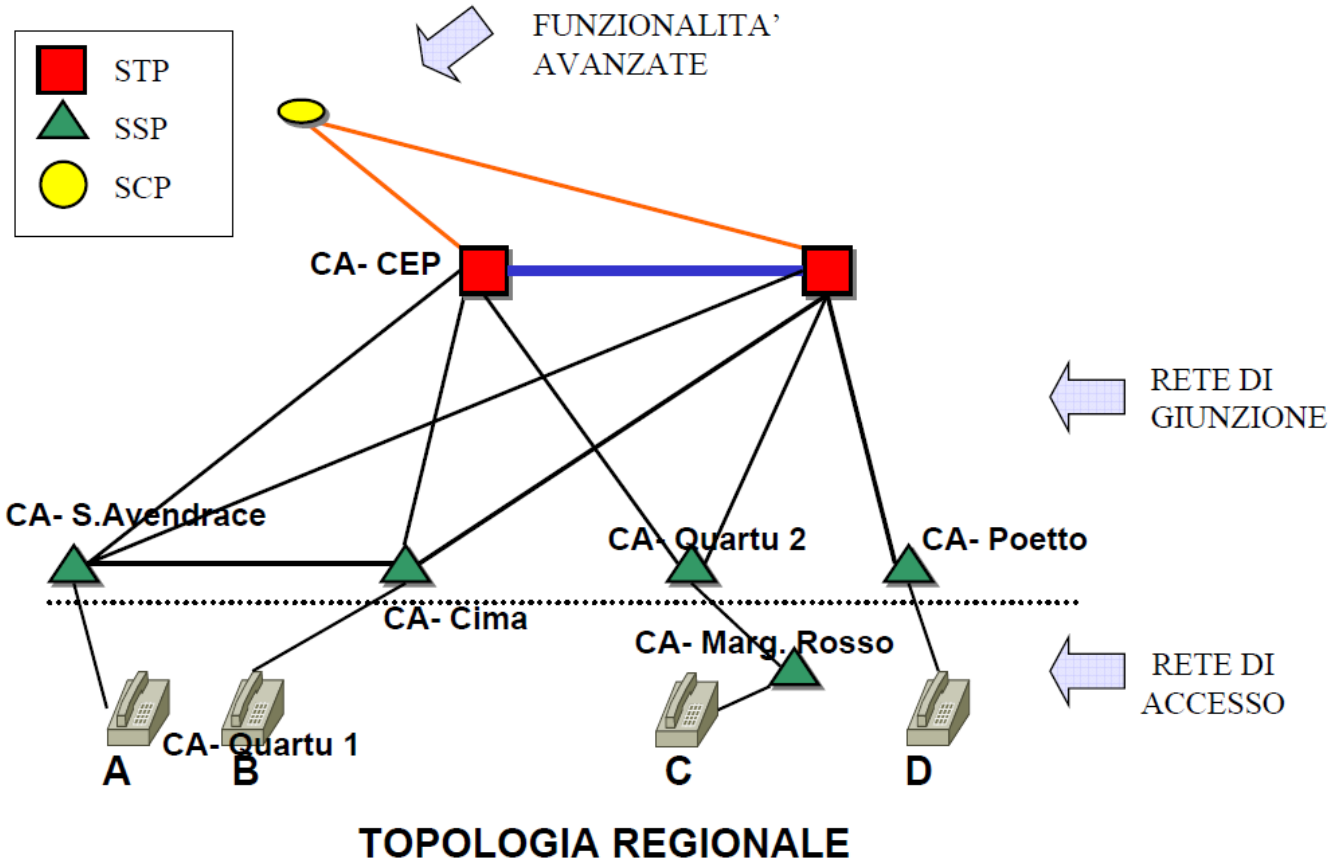 FUNZIONALITA'
AVANZATE
STP
SSP
SCP
CA- CEP
RETE DI
GIUNZIONE
CA- S.Avendrace
CA- Quartu 2
CA- Poetto
CA- Cima
CA- Marg. Rosso
RETE DI
ACCESSO
CA- Quartu 1
A
B
C
D
TOPOLOGIA REGIONALE